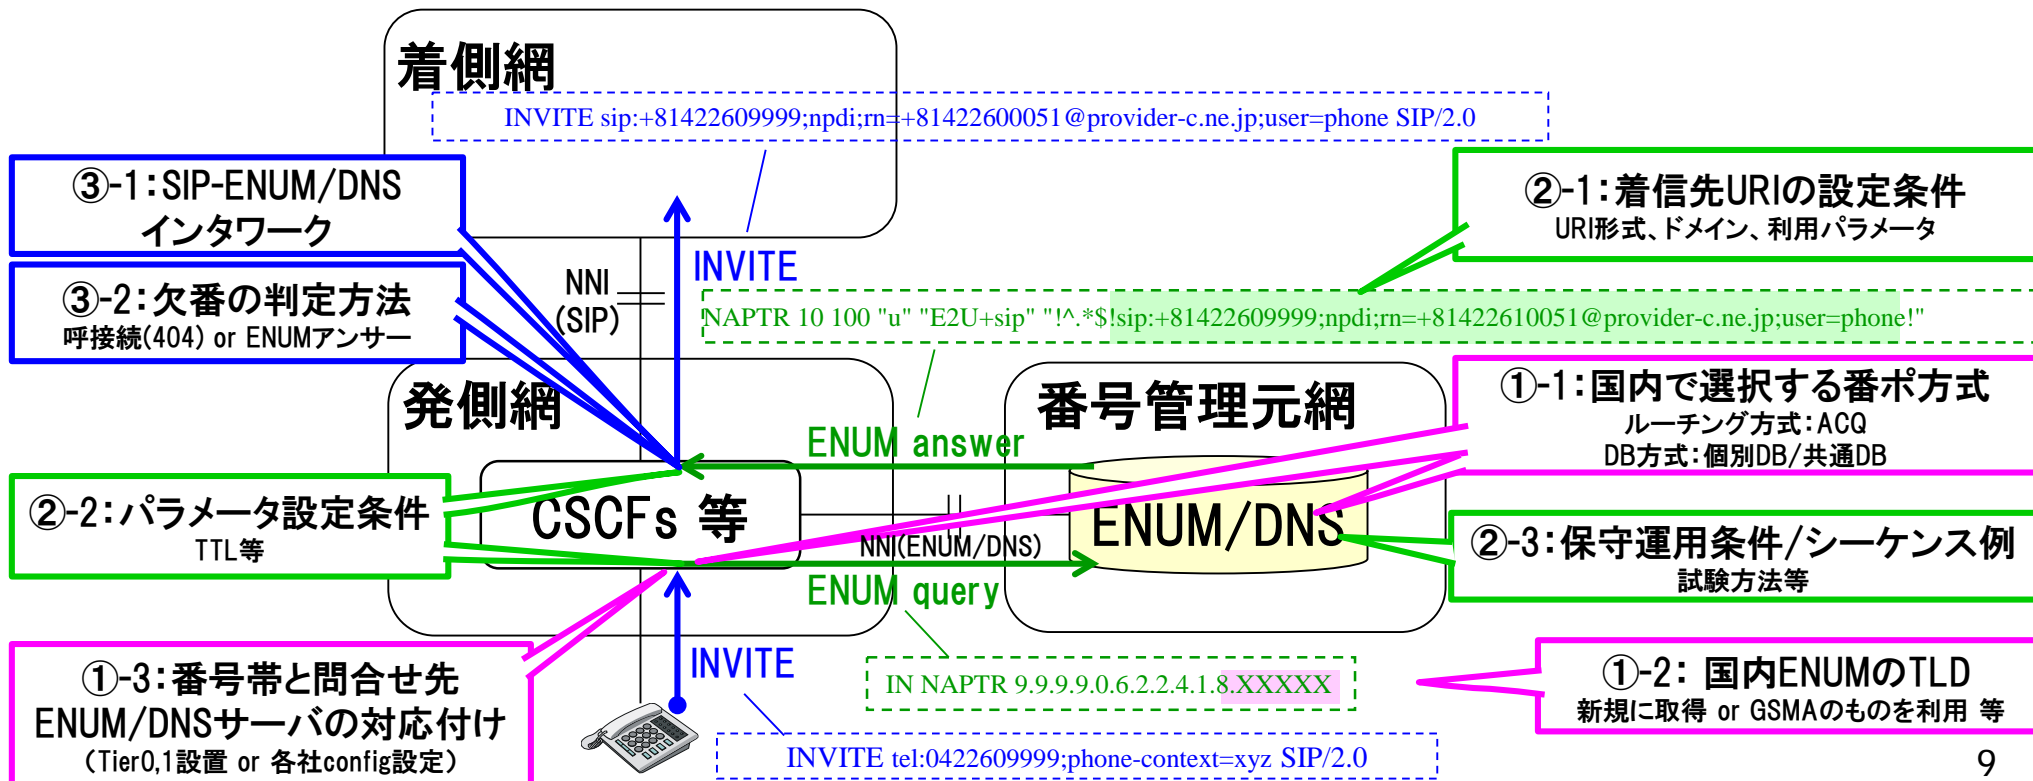 着側網
INVITE sip:+81422609999;npdi;rn=+81422600051@provider-c.ne.jp;user=phone SIP/2.0
③-1：SIP-ENUM/DNS
インタワーク
②-1：着信先URIの設定条件
URI形式、ドメイン、利用パラメータ
③-2：欠番の判定方法
呼接続(404) or ENUMアンサー
NNI
(SIP)
INVITE
NAPTR 10 100 "u" "E2U+sip" "!^.*$!sip:+81422609999;npdi;rn=+81422610051@provider-c.ne.jp;user=phone!"
発側網
番号管理元網
①-1：国内で選択する番ポ方式
ルーチング方式：ACQ
DB方式：個別DB/共通DB
ENUM answer
②-2：パラメータ設定条件
TTL等
CSCFs 等
NNI(ENUM/DNS)
ENUM/DNS
②-3：保守運用条件/シーケンス例
試験方法等
ENUM query
①-3：番号帯と問合せ先
ENUM/DNSサーバの対応付け
（Tier0,1設置 or 各社config設定）
INVITE
IN NAPTR 9.9.9.9.0.6.2.2.4.1.8.XXXXX
①-2： 国内ENUMのTLD
新規に取得 or GSMAのものを利用 等
INVITE tel:0422609999;phone-context=xyz SIP/2.0
9